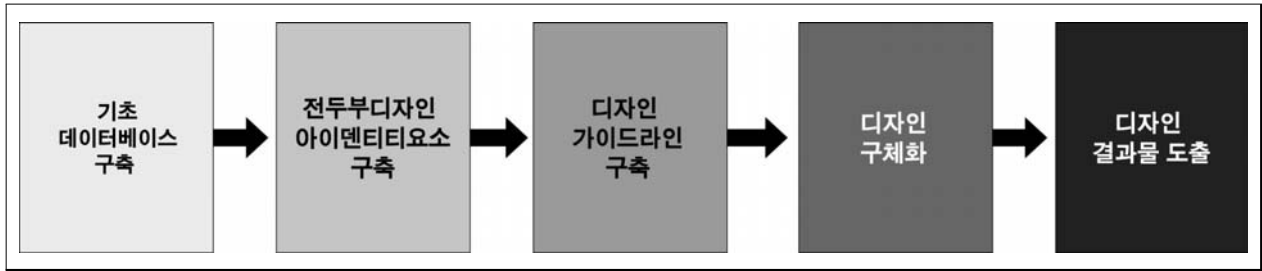 기초
데이터베이스
구축
전두부디자인
아이덴티티요소
구축
디자인
가이드라인
구축
디자인
구체화
디자인
결과물 도출